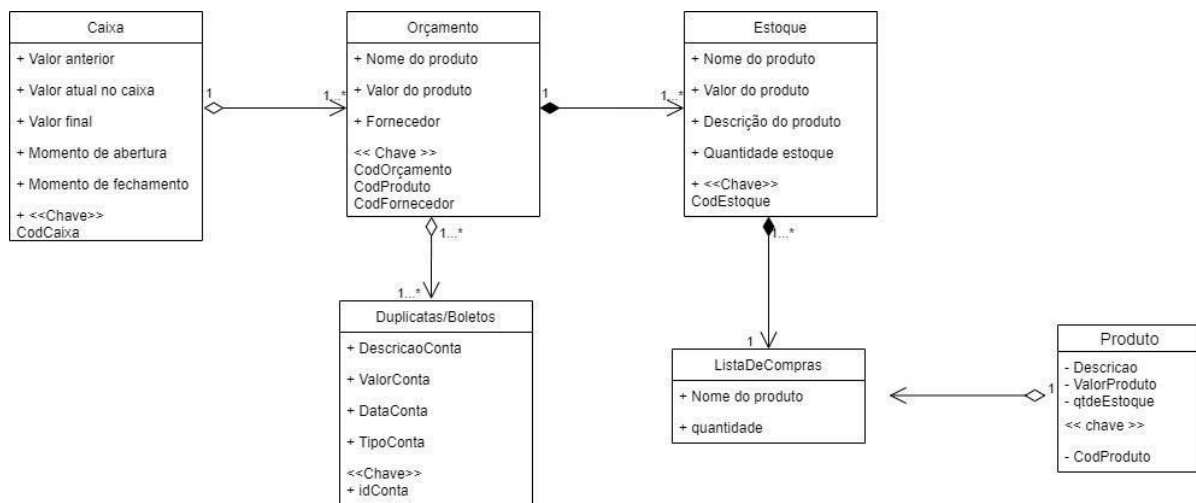 Caixa
+ Valor anterior
+ Valor atual no caixa
+ Valor final
+ Momento de abertura
+ Momento de fechamento
+ <<Chave>>
CodCaixa
1
1...*
Orçamento
+ Nome do produto
+ Valor do produto
+ Fornecedor
<< Chave >>
CodOrçamento
CodProduto
CodFornecedor
1
1...*
Estoque
+ Nome do produto
+ Valor do produto
+ Descrição do produto
+ Quantidade estoque
+ <<Chave>>
CodEstoque
1...*
1...*
Duplicatas/Boletos
+ DescricaoConta
+ ValorConta
+ DataConta
+ TipoConta
<<Chave>>
+ idConta
1...*
1
ListaDeCompras
+ Nome do produto
+ quantidade
1
Produto
- Descricao
- ValorProduto
- qtdeEstoque
<< chave >>
- CodProduto